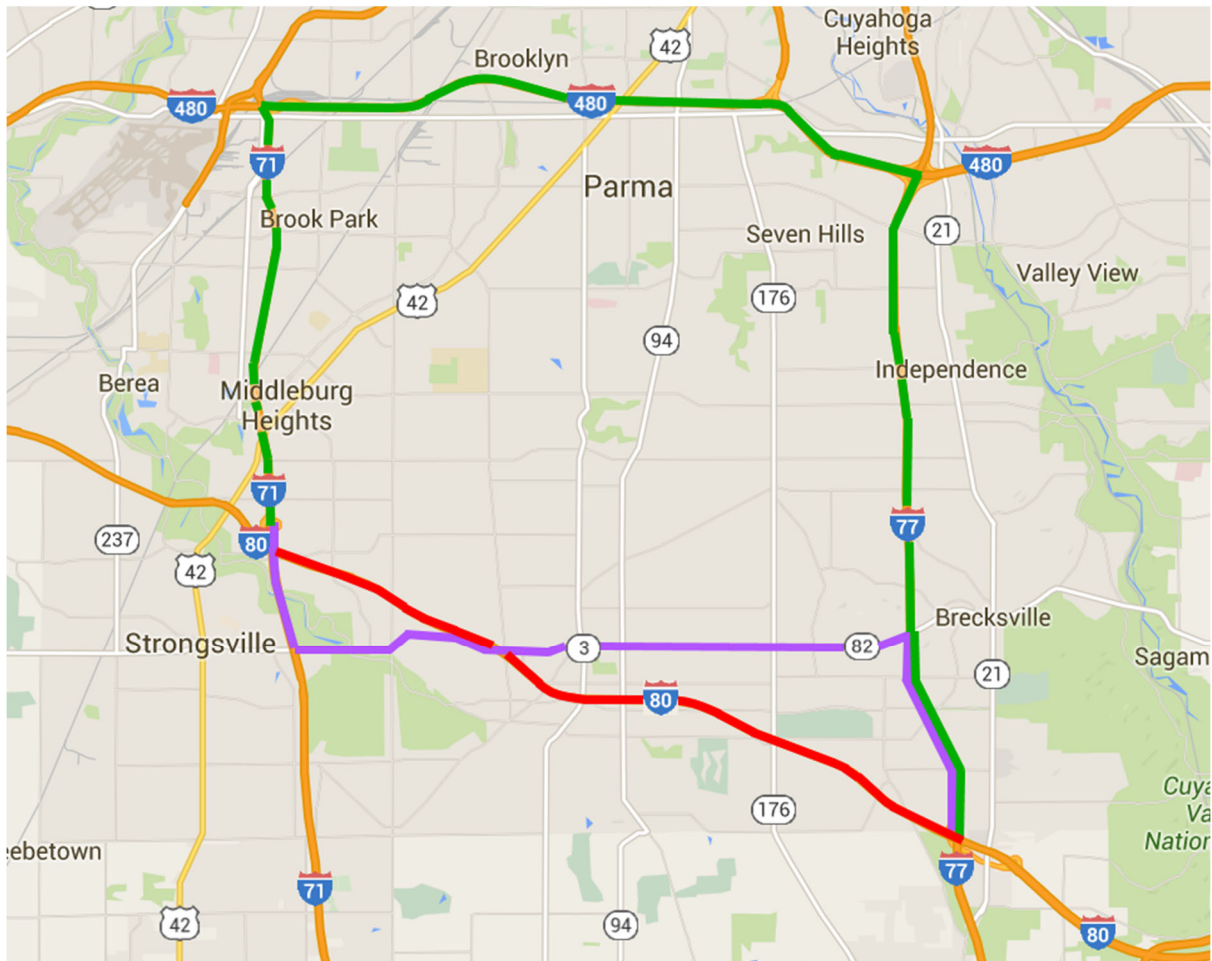 Cuyahoga
Heights
42
Brooklyn
480
480
71
480
Parma
Brook Park
Seven Hills
21
Valley View
42
176
94
Independence
Berea
Middleburg
Heights
71
77
237
80
42
Brecksville
Strongsville
3
82
Sagam
21
80
Cuya
Va
Nation
176
eebetown
77
71
42
94
80